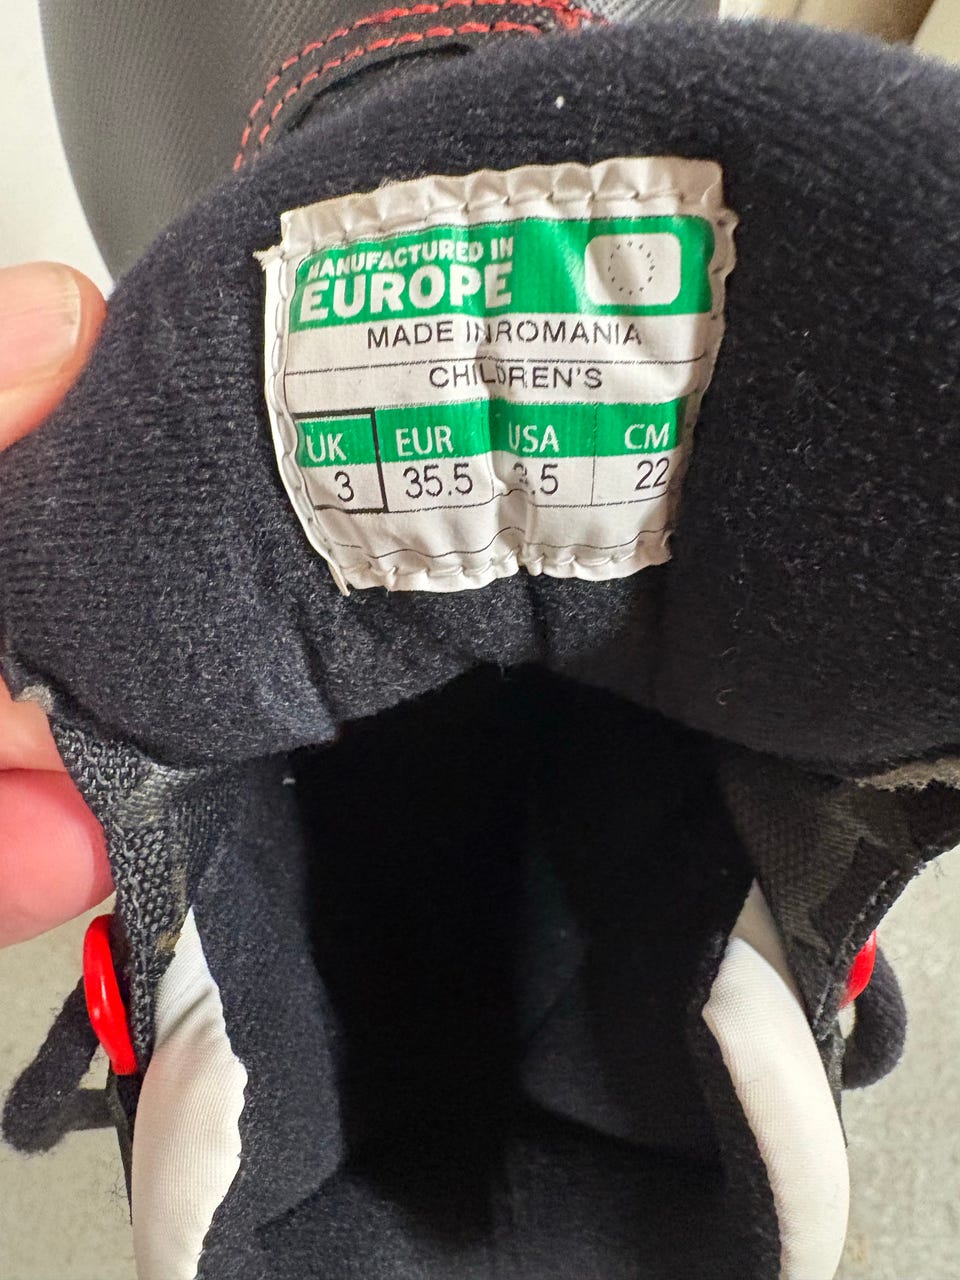 MANUFACTURED IN
EUROPE
MADE IN ROMANIA
CHILDREN'S
UK EUR USA CM
3 35.5 22